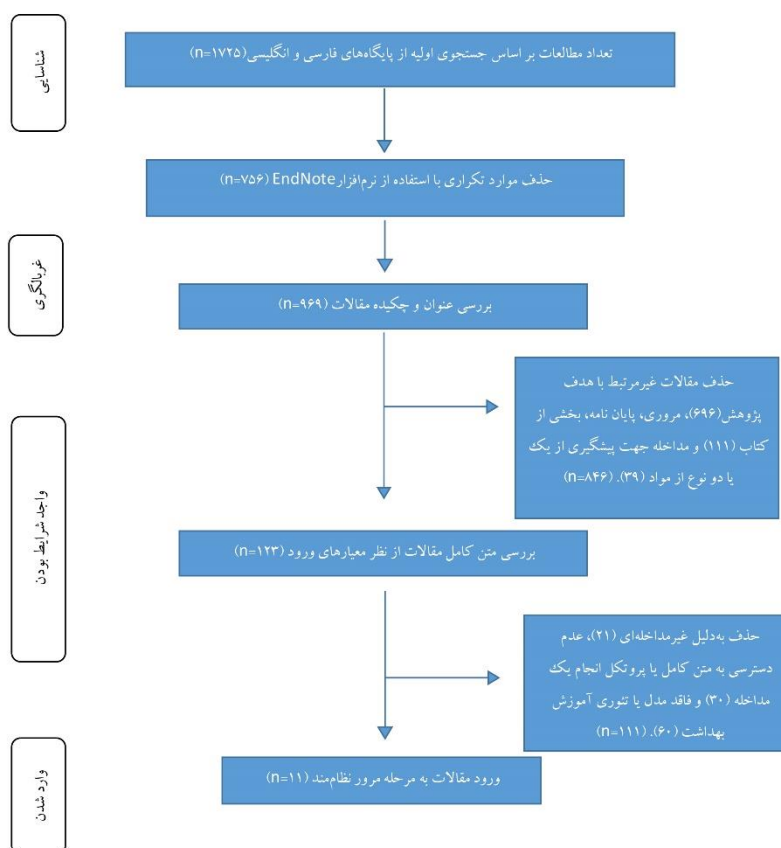 شناسایی
تعداد مطالعات بر اساس جستجوی اولیه از پایگاه‌های فارسی و انگلیسی(n=۱۷۲۵)
حذف موارد تکراری با استفاده از نرم‌افزارEndNote (n=۷۵۶)
غربالگری
بررسی عنوان و چکیده مقالات (n=۹۶۹)
حذف مقالات غیرمرتبط با هدف
پژوهش(۶۹۶)، مروری، پایان نامه، بخشی از
کتاب (۱۱۱) و مداخله جهت پیشگیری از یک
یا دو نوع از مواد (۳۹). (n=۸۴۶)
واجد شرایط بودن
بررسی متن کامل مقالات از نظر معیارهای ورود (n=۱۲۳)
حذف به‌دلیل غیرمداخله‌ای (۲۱)، عدم
دسترسی به متن کامل یا پروتکل انجام یک
مداخله (۳۰) و فاقد مدل یا تئوری آموزش
بهداشت (۶۰). (n=۱۱۱)
وارد شدن
ورود مقالات به مرحله مرور نظام‌مند (n=۱۱)